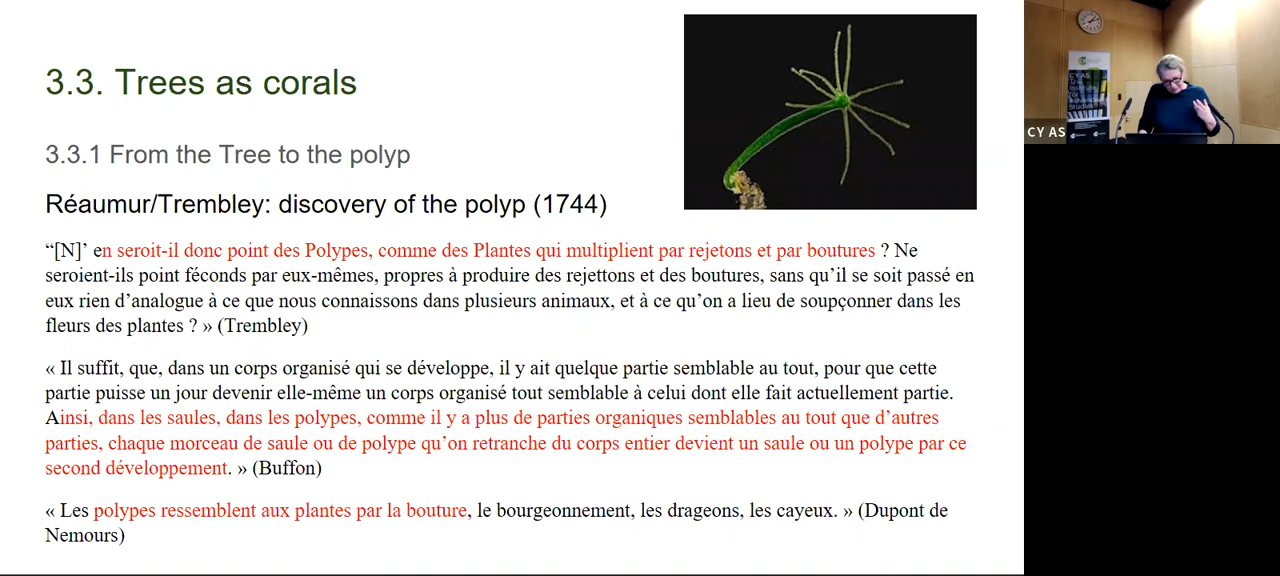 3.3. Trees as corals
3.3.1 From the Tree to the polyp
Réaumur/Trembley: discovery of the polyp (1744)
“[N]’ en seroit-il donc point des Polypes, comme des Plantes qui multiplient par rejetons et par boutures ? Ne
seroient-ils point féconds par eux-mêmes, propres à produire des rejettons et des boutures, sans qu’il se soit passé en
eux rien d’analogue à ce que nous connaissons dans plusieurs animaux, et à ce qu’on a lieu de soupçonner dans les
fleurs des plantes ? » (Trembley)
« Il suffit, que, dans un corps organisé qui se développe, il y ait quelque partie semblable au tout, pour que cette
partie puisse un jour devenir elle-même un corps organisé tout semblable à celui dont elle fait actuellement partie.
Ainsi, dans les saules, dans les polypes, comme il y a plus de parties organiques semblables au tout que d’autres
parties, chaque morceau de saule ou de polype qu’on retranche du corps entier devient un saule ou un polype par ce
second développement. » (Buffon)
« Les polypes ressemblent aux plantes par la bouture, le bourgeonnement, les drageons, les cayeux. » (Dupont de
Nemours)
CY AS
CY AS
The
Institute
for
Advanced
Studies